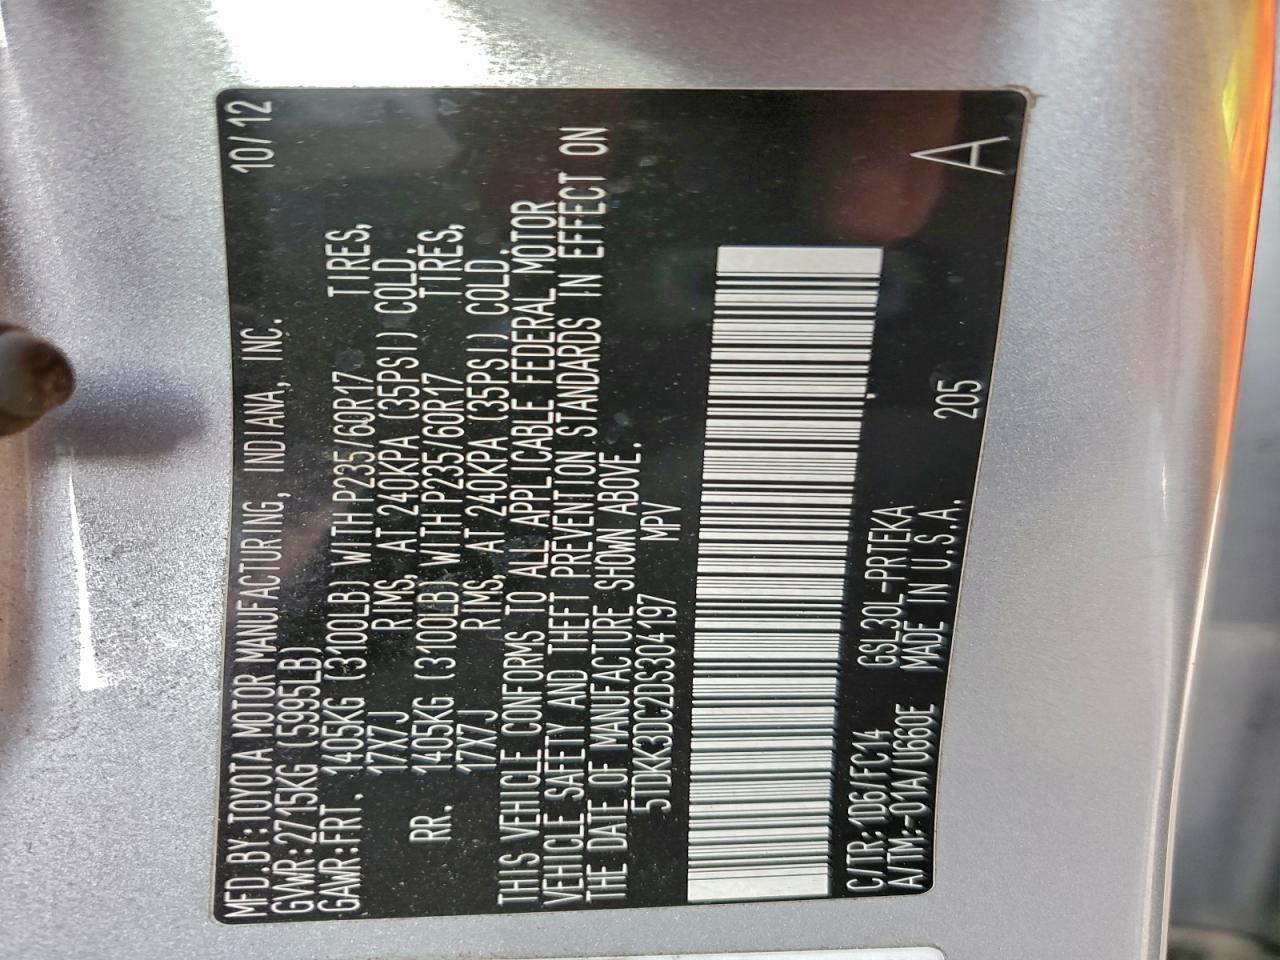 MFD.BY:TOYOTA MOTOR MANUFACTURING, INDIANA, INC. 10/12
GVWR:2715KG(5995LB)
GAWR:FRT. 1405KG (3100LB) WITH P235/60R17 TIRES,
17X7J RIMS, AT 240KPA (35PSI) COLD.
RR. 1405KG (3100LB) WITH P235/60R17 TIRES,
17X7J RIMS, AT 240KPA (35PSI) COLD.
THIS VEHICLE CONFORMS TO ALL APPLICABLE FEDERAL MOTOR
VEHICLE SAFETY AND THEFT PREVENTION STANDARDS IN EFFECT ON
THE DATE OF MANUFACTURE SHOWN ABOVE.
5TDKK3DC2DS304197 MPV
C/TR:1D6/FC14 GSL30L-PRTEKA 205 A
A/TM:-01A/U660E MADE IN U.S.A.